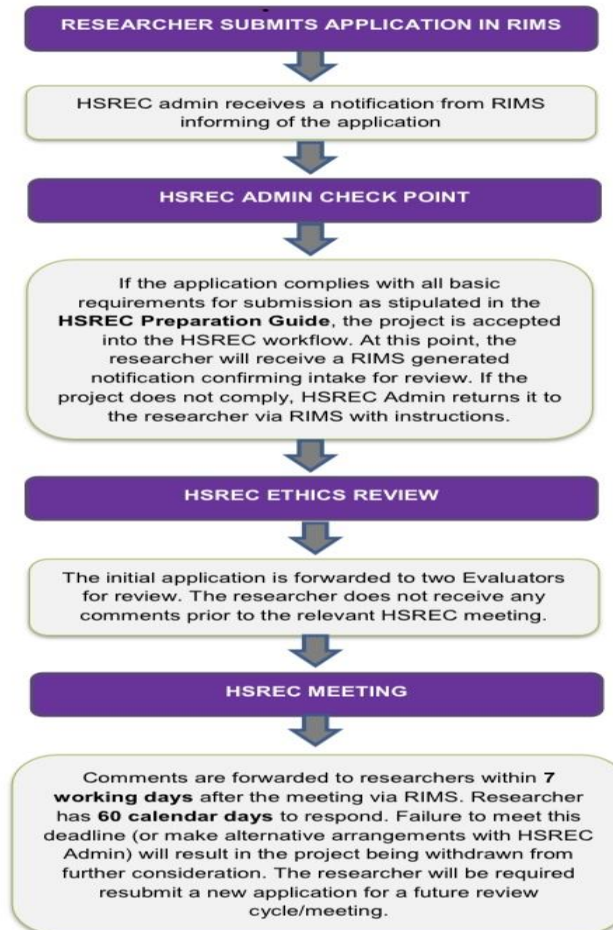 RESEARCHER SUBMITS APPLICATION IN RIMS
HSREC admin receives a notification from RIMS
informing of the application
HSREC ADMIN CHECK POINT
If the application complies with all basic
requirements for submission as stipulated in the
HSREC Preparation Guide, the project is accepted
into the HSREC workflow. At this point, the
researcher will receive a RIMS generated
notification confirming intake for review. If the
project does not comply, HSREC Admin returns it to
the researcher via RIMS with instructions.
HSREC ETHICS REVIEW
The initial application is forwarded to two Evaluators
for review. The researcher does not receive any
comments prior to the relevant HSREC meeting.
HSREC MEETING
Comments are forwarded to researchers within 7
working days after the meeting via RIMS. Researcher
has 60 calendar days to respond. Failure to meet this
deadline (or make alternative arrangements with HSREC
Admin) will result in the project being withdrawn from
further consideration. The researcher will be required
resubmit a new application for a future review
cycle/meeting.